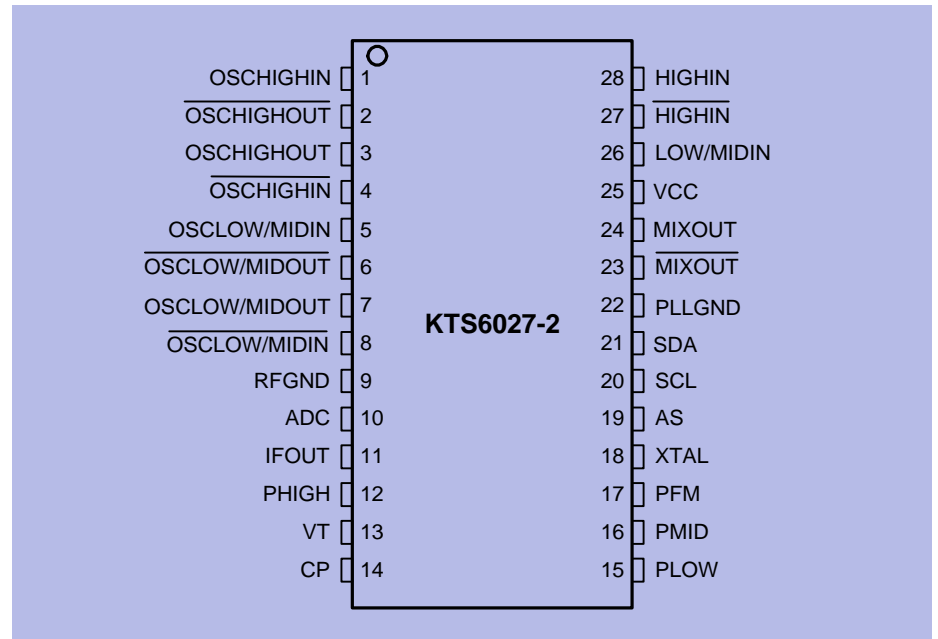 OSCHIGHIN 1 28 HIGHIN
OSCHIGHOUT 2 27 HIGHIN
OSCHIGHOUT 3 26 LOW/MIDIN
OSCHIGHIN 4 25 VCC
OSCLOW/MIDIN 5 24 MIXOUT
OSCLOW/MIDOUT 6 23 MIXOUT
OSCLOW/MIDOUT 7 22 PLLGND
KTS6027-2
OSCLOW/MIDIN 8 21 SDA
RFGND 9 20 SCL
ADC 10 19 AS
IFOUT 11 18 XTAL
PHIGH 12 17 PFM
VT 13 16 PMID
CP 14 15 PLOW